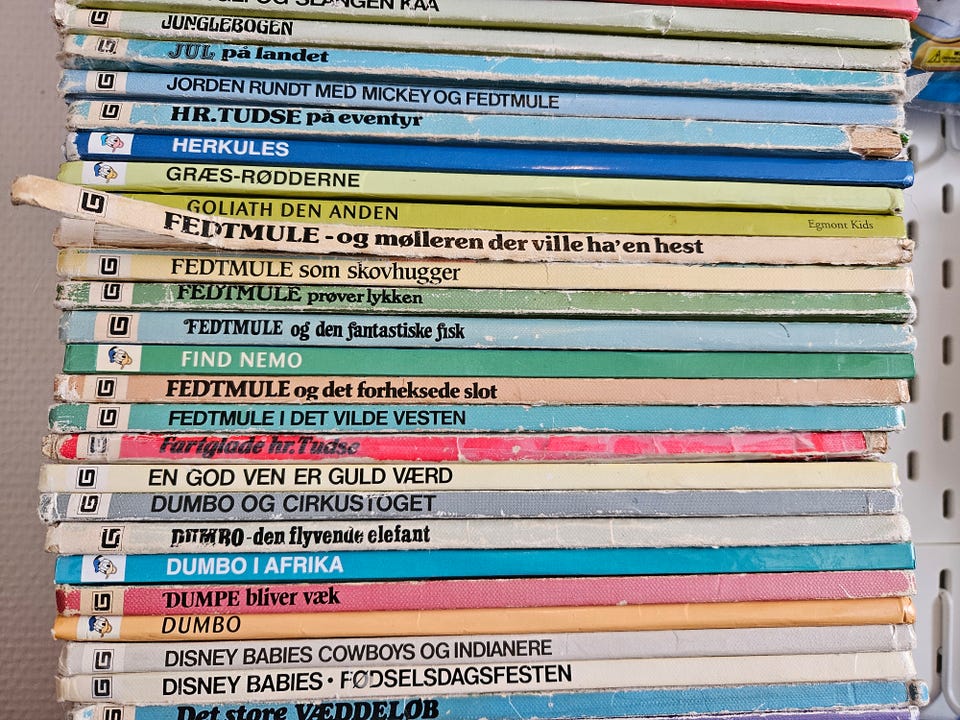 OG SLANGEN KAA
JUNGLEBOGEN
JUL på landet
JORDEN RUNDT MED MICKEY OG FEDTMULE
HR. TUDSE på eventyr
HERKULES
GRÆS-RØDDERNE
GOLIATH DEN ANDEN Egmont Kids
FEDTMULE - og mølleren der ville ha' en hest
FEDTMULE som skovhugger
FEDTMULE prøver lykken
FEDTMULE og den fantastiske fisk
FIND NEMO
FEDTMULE og det forheksede slot
FEDTMULE I DET VILDE VESTEN
Fartglade hr. Tudse
EN GOD VEN ER GULD VÆRD
DUMBO OG CIRKUSTOGET
DUMBO - den flyvende elefant
DUMBO I AFRIKA
DUMPE bliver væk
DUMBO
DISNEY BABIES COWBOYS OG INDIANERE
DISNEY BABIES • FØDSELSDAGSFESTEN
Det store VÆDDELØB